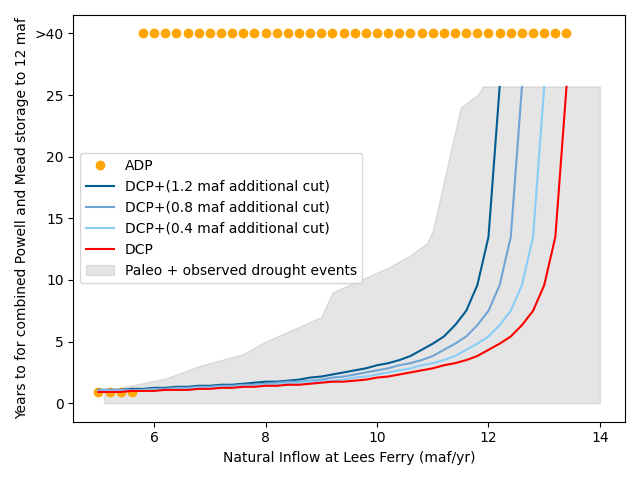 Years to for combined Powell and Mead storage to 12 maf
>40
25
20
15
10
5
0
ADP
DCP+(1.2 maf additional cut)
DCP+(0.8 maf additional cut)
DCP+(0.4 maf additional cut)
DCP
Paleo + observed drought events
6 8 10 12 14
Natural Inflow at Lees Ferry (maf/yr)